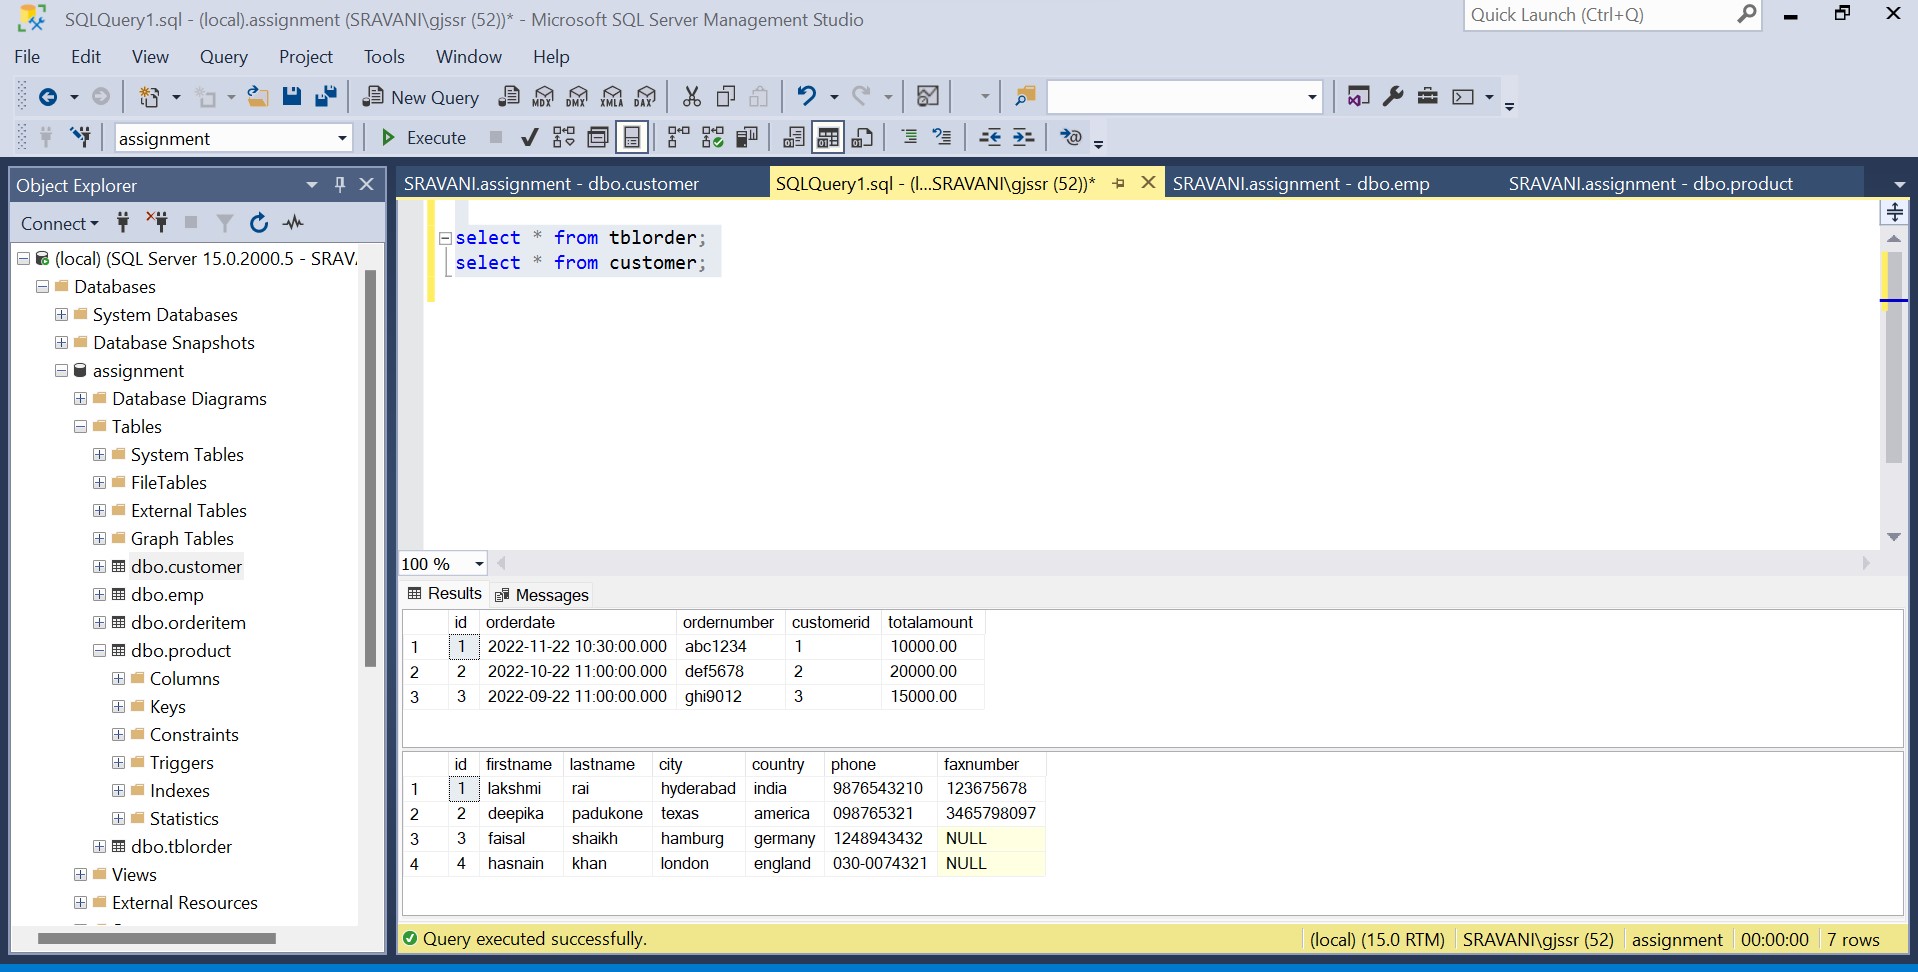 SQLQuery1.sql - (local).assignment (SRAVANI\gjssr (52))* - Microsoft SQL Server Management Studio
Quick Launch (Ctrl+Q)
File Edit View Query Project Tools Window Help
New Query MDX DMX XMLA DAX
assignment Execute
Object Explorer
Connect
(local) (SQL Server 15.0.2000.5 - SRAV
Databases
System Databases
Database Snapshots
assignment
Database Diagrams
Tables
System Tables
FileTables
External Tables
Graph Tables
dbo.customer
dbo.emp
dbo.orderitem
dbo.product
Columns
Keys
Constraints
Triggers
Indexes
Statistics
dbo.tblorder
Views
External Resources
SRAVANI.assignment - dbo.customer SQLQuery1.sql - (l...SRAVANI\gjssr (52))* SRAVANI.assignment - dbo.emp SRAVANI.assignment - dbo.product
select * from tblorder;
select * from customer;
100 %
Results Messages
id orderdate ordernumber customerid totalamount
1 1 2022-11-22 10:30:00.000 abc1234 1 10000.00
2 2 2022-10-22 11:00:00.000 def5678 2 20000.00
3 3 2022-09-22 11:00:00.000 ghi9012 3 15000.00
id firstname lastname city country phone faxnumber
1 1 lakshmi rai hyderabad india 9876543210 123675678
2 2 deepika padukone texas america 098765321 3465798097
3 3 faisal shaikh hamburg germany 1248943432 NULL
4 4 hasnain khan london england 030-0074321 NULL
Query executed successfully. (local) (15.0 RTM) SRAVANI\gjssr (52) assignment 00:00:00 7 rows